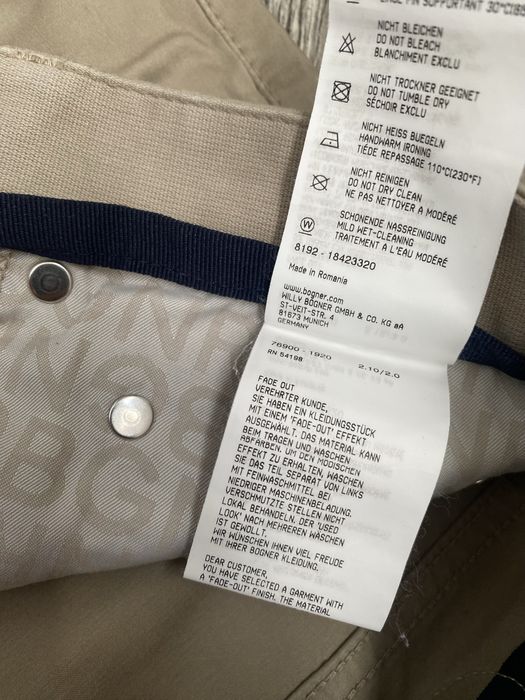 NICHT BLEICHEN
DO NOT BLEACH
BLANCHIMENT EXCLU
NICHT TROCKNER GEEIGNET
DO NOT TUMBLE DRY
SÉCHOIR EXCLU
NICHT HEISS BUEGELN
HANDWARM IRONING
TIÉDE REPASSAGE 110°C(230°F)
NICHT REINIGEN
DO NOT DRY CLEAN
NE PAS NETTOYER A MODÉRÉ
W
SCHONENDE NASSREINIGUNG
MILD WET-CLEANING
TRAITEMENT A L'EAU MODÉRÉ
8192 - 18423320
Made in Romania
www.bogner.com
WILLY BOGNER GMBH & CO. KG aA
ST-VEIT-STR. 4
81673 MUNICH
GERMANY
76900 - 1920 2.10/2.0
RN 54198
FADE OUT
VEREHRTER KUNDE,
SIE HABEN EIN KLEIDUNGSSTÜCK
MIT EINEM 'FADE-OUT' EFFEKT
AUSGEWÄHLT. DAS MATERIAL KANN
BEIM TRAGEN UND WASCHEN
ABFÄRBEN. UM DEN MODISCHEN
EFFEKT ZU ERHALTEN, WASCHEN
SIE DAS TEIL SEPARAT VON LINKS
MIT FEINWASCHMITTEL BEI
NIEDRIGER MASCHINENBELADUNG.
VERSCHMUTZTE STELLEN NICHT
LOKAL BEHANDELN. DER 'USED
LOOK' NACH MEHREREN WÄSCHEN
IST GEWOLLT.
WIR WÜNSCHEN IHNEN VIEL FREUDE
MIT IHRER BOGNER KLEIDUNG.
DEAR CUSTOMER,
YOU HAVE SELECTED A GARMENT WITH
A 'FADE-OUT' FINISH. THE MATERIAL